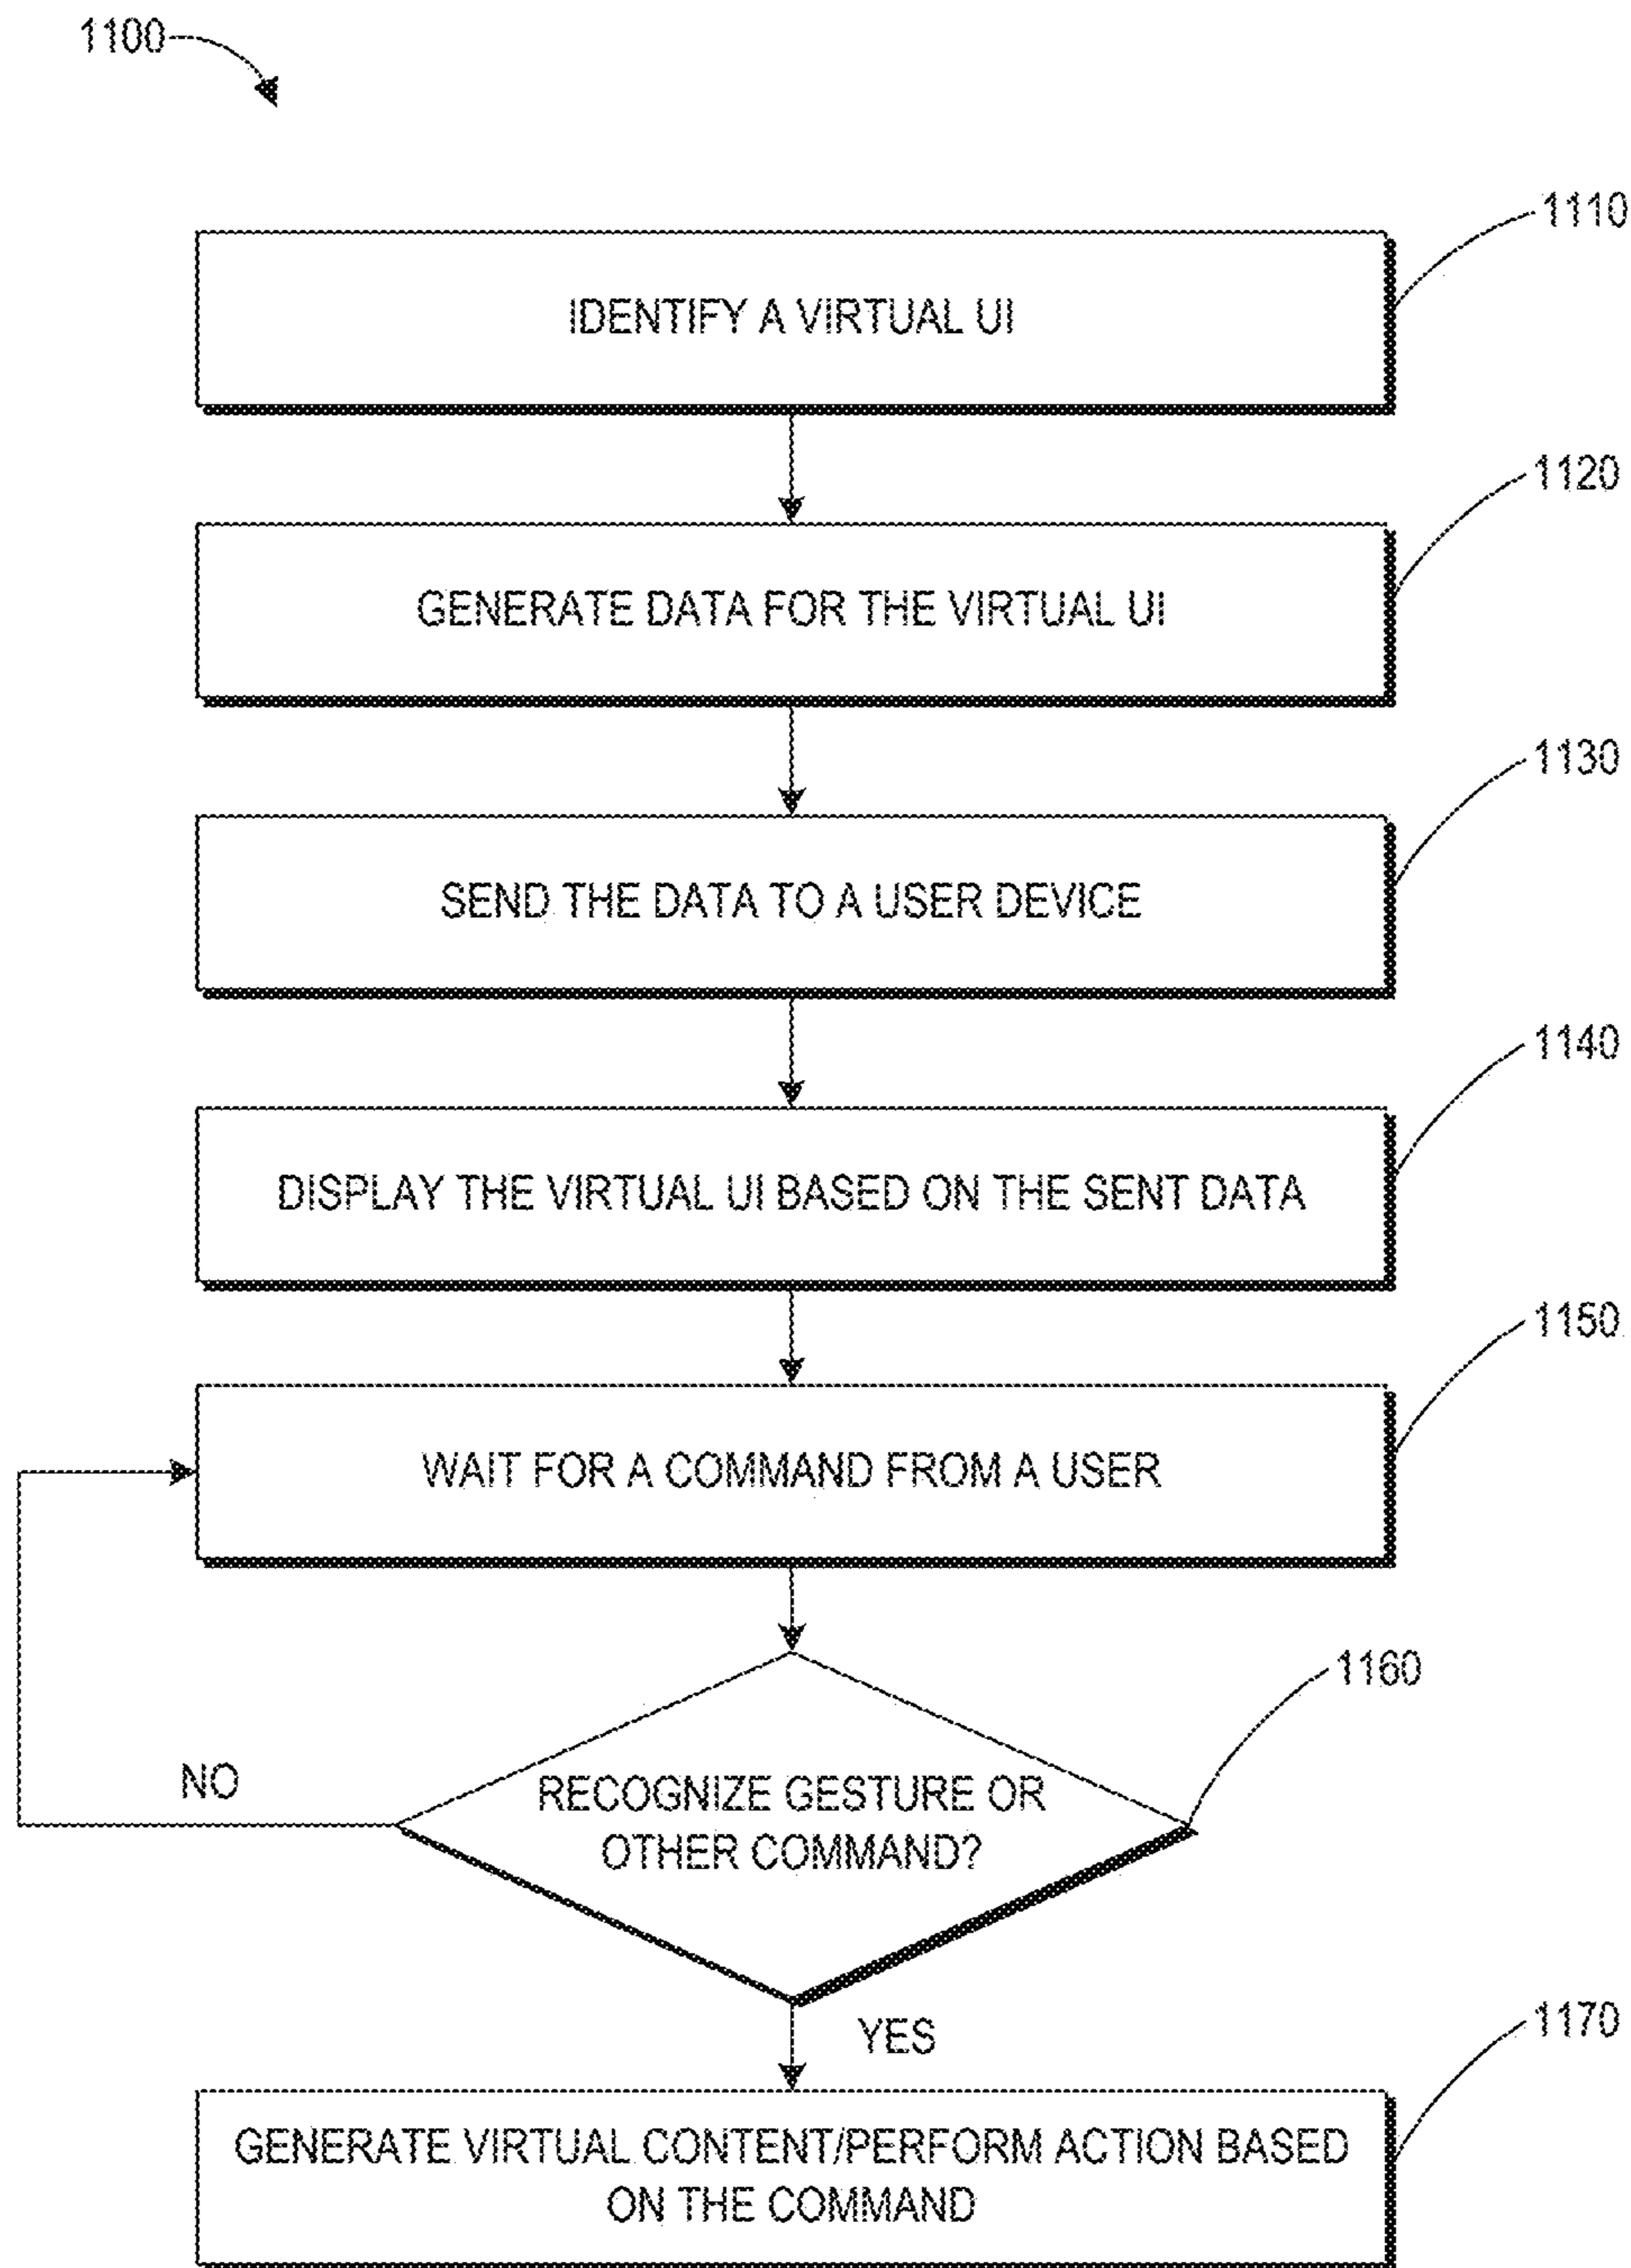 1100
1110
IDENTIFY A VIRTUAL UI
1120
GENERATE DATA FOR THE VIRTUAL UI
1130
SEND THE DATA TO A USER DEVICE
1140
DISPLAY THE VIRTUAL UI BASED ON THE SENT DATA
1150
WAIT FOR A COMMAND FROM A USER
1160
NO
RECOGNIZE GESTURE OR
OTHER COMMAND?
YES
1170
GENERATE VIRTUAL CONTENT/PERFORM ACTION BASED
ON THE COMMAND